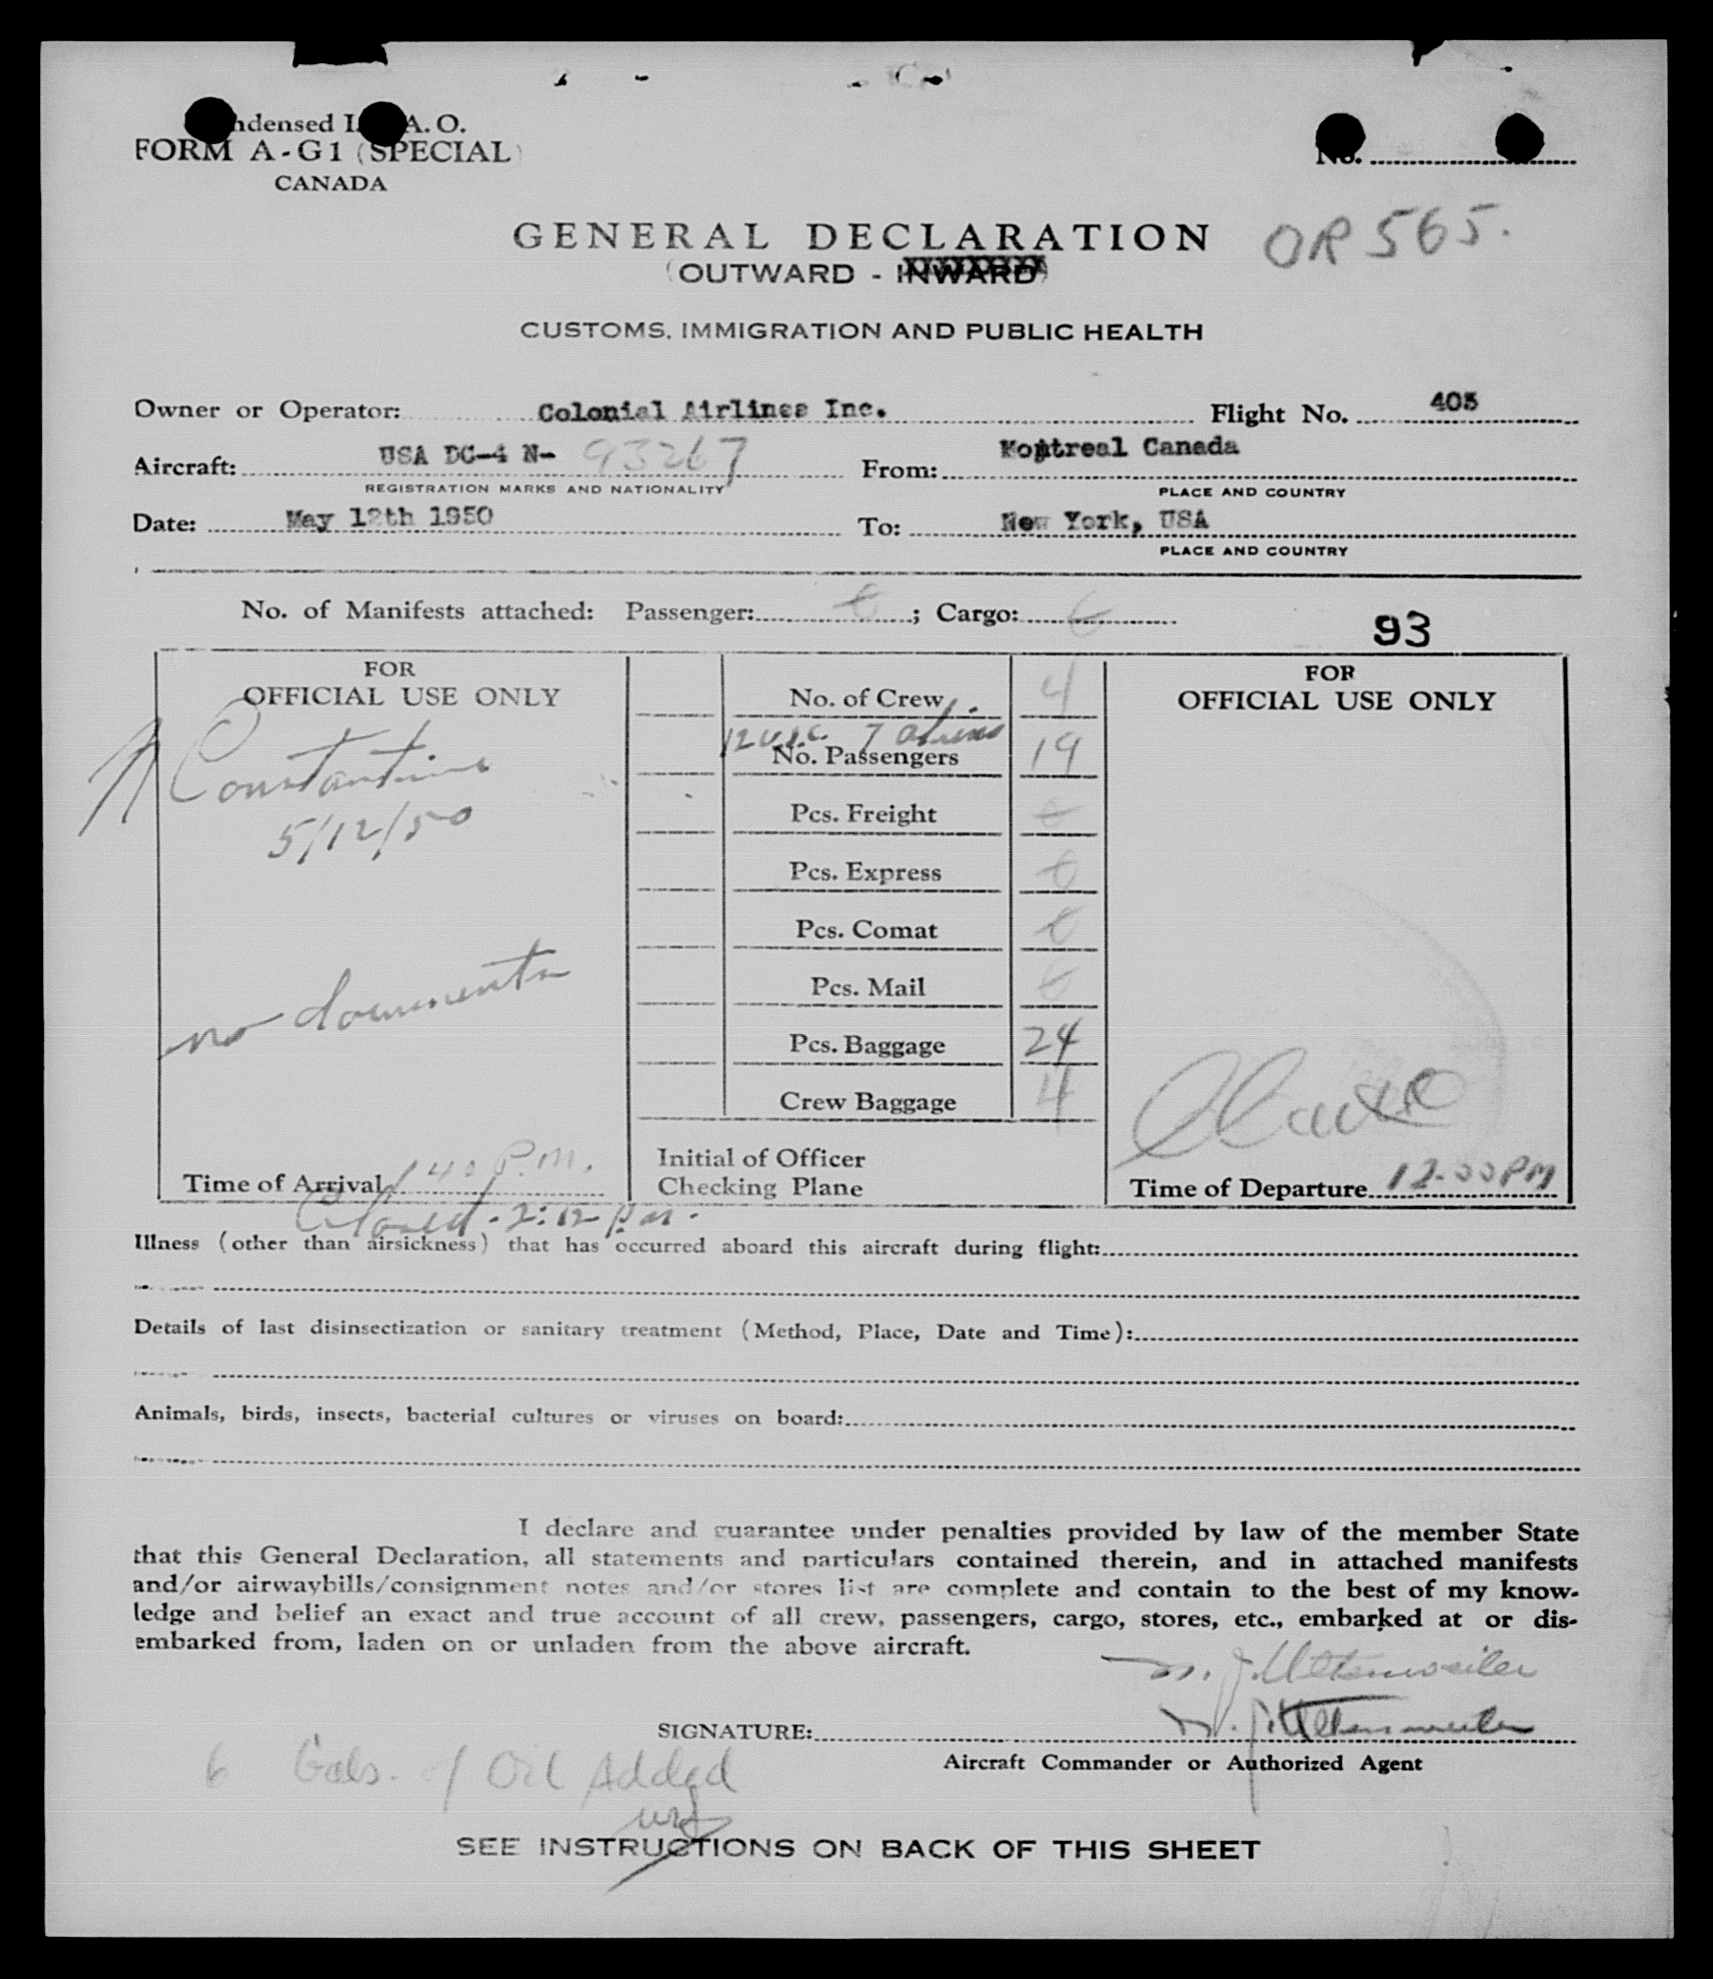 Condensed I.C.A.O.
FORM A-G1 (SPECIAL)
CANADA
No.
OR 565.
GENERAL DECLARATION
(OUTWARD - INWARD)
CUSTOMS, IMMIGRATION AND PUBLIC HEALTH
Owner or Operator: Colonial Airlines Inc. Flight No. 403
Aircraft: USA DC-4 N- 93267 From: Montreal Canada
REGISTRATION MARKS AND NATIONALITY PLACE AND COUNTRY
Date: May 12th 1950 To: New York, USA
PLACE AND COUNTRY
No. of Manifests attached: Passenger: ; Cargo:
93
FOR
OFFICIAL USE ONLY
Constantine
5/12/50
no documents
Time of Arrival 1 40 P.M.
Cleared - 2:12 p.m.
No. of Crew 4
12 USC 7 aliens
No. Passengers 19
Pcs. Freight 0
Pcs. Express 0
Pcs. Comat 0
Pcs. Mail 0
Pcs. Baggage 24
Crew Baggage 4
Initial of Officer
Checking Plane
FOR
OFFICIAL USE ONLY
Time of Departure 12.00 PM
Illness (other than airsickness) that has occurred aboard this aircraft during flight:
Details of last disinsectization or sanitary treatment (Method, Place, Date and Time):
Animals, birds, insects, bacterial cultures or viruses on board:
I declare and guarantee under penalties provided by law of the member State
that this General Declaration, all statements and particulars contained therein, and in attached manifests
and/or airwaybills/consignment notes and/or stores list are complete and contain to the best of my know-
ledge and belief an exact and true account of all crew, passengers, cargo, stores, etc., embarked at or dis-
embarked from, laden on or unladen from the above aircraft.
SIGNATURE:
Aircraft Commander or Authorized Agent
6 Gals. of Oil Added
SEE INSTRUCTIONS ON BACK OF THIS SHEET